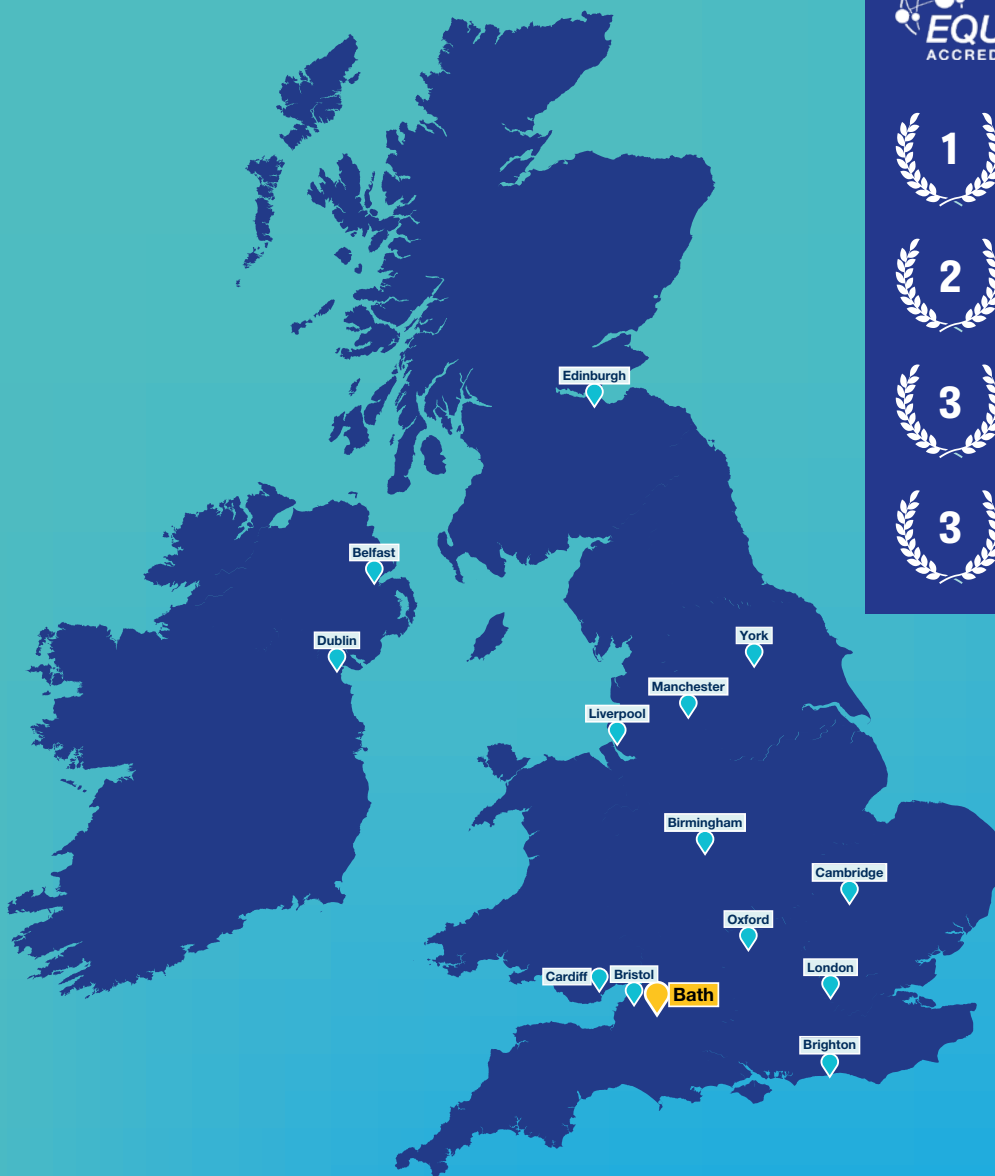 EQU
ACCRED
1
2
3
3
Edinburgh
Belfast
Dublin
York
Manchester
Liverpool
Birmingham
Cambridge
Oxford
London
Cardiff
Bristol
Bath
Brighton